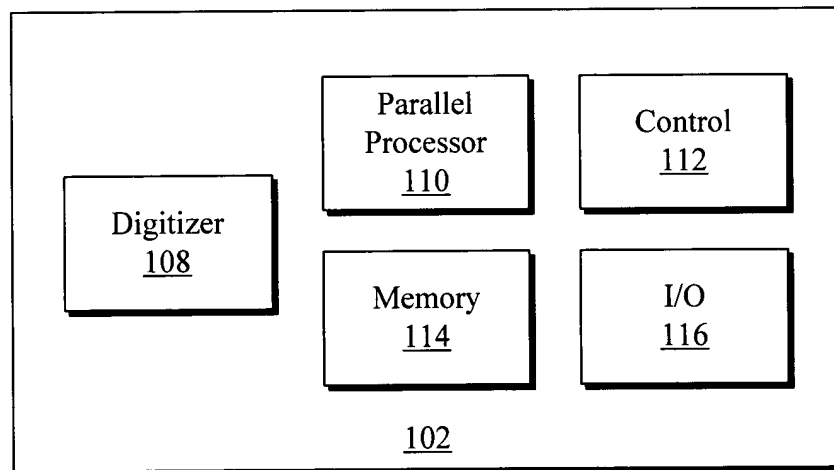 Parallel
Processor
110
Control
112
Digitizer
108
Memory
114
I/O
116
102